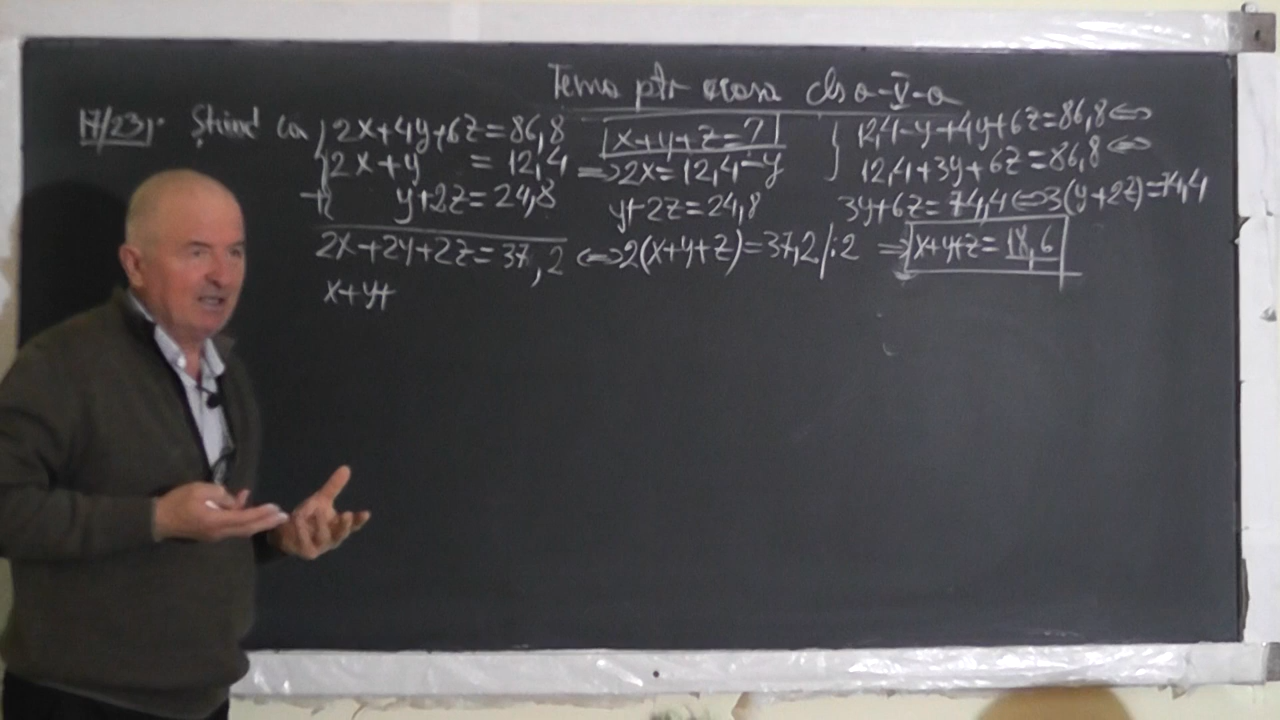 Tema ptr acasa cls a-V-a
17/23). Știind ca { 2x+4y+6z=86,8 |x+y+z=?| { 12,4-y+4y+6z=86,8 ⇔
2x+y = 12,4 ⇒ 2x=12,4-y 12,4+3y+6z=86,8 ⇔
+ y+2z=24,8 y+2z=24,8 3y+6z=74,4 ⇔ 3(y+2z)=74,4
2x+2y+2z=37,2 ⇔ 2(x+y+z)=37,2/:2 ⇒ x+y+z=18,6
x+y+